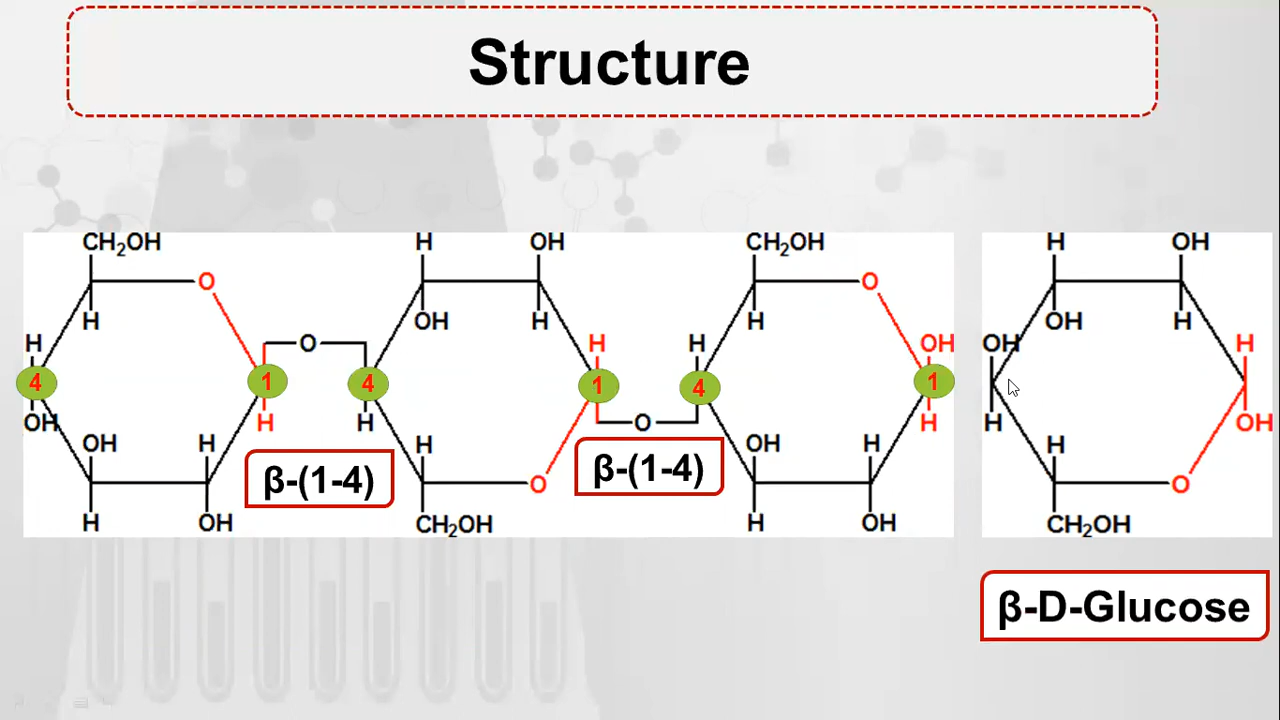 Structure
CH₂OH H OH CH₂OH H OH
O O
H OH H H OH H
H O H H OH OH H
4 1 4 1 4 1
OH H H O H H OH
OH H H OH H H
β-(1-4) β-(1-4)
O O
H OH CH₂OH H OH CH₂OH
β-D-Glucose